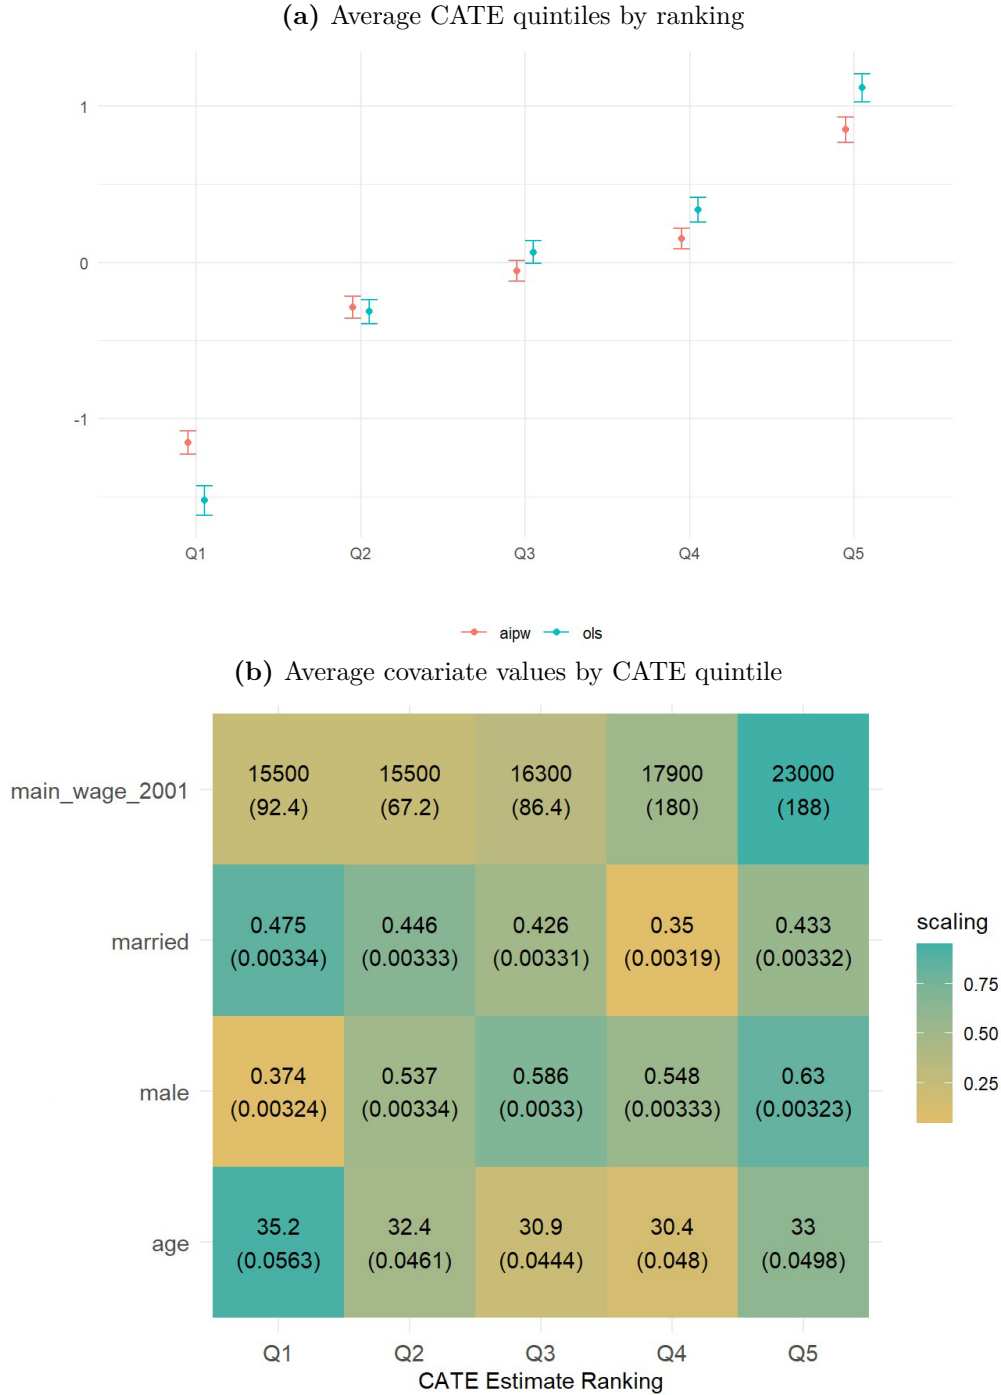 (a) Average CATE quintiles by ranking
1
0
-1
Q1 Q2 Q3 Q4 Q5
aipw ols
(b) Average covariate values by CATE quintile
main_wage_2001 15500 15500 16300 17900 23000
(92.4) (67.2) (86.4) (180) (188)
married 0.475 0.446 0.426 0.35 0.433
(0.00334) (0.00333) (0.00331) (0.00319) (0.00332)
male 0.374 0.537 0.586 0.548 0.63
(0.00324) (0.00334) (0.0033) (0.00333) (0.00323)
age 35.2 32.4 30.9 30.4 33
(0.0563) (0.0461) (0.0444) (0.048) (0.0498)
scaling
0.75
0.50
0.25
Q1 Q2 Q3 Q4 Q5
CATE Estimate Ranking